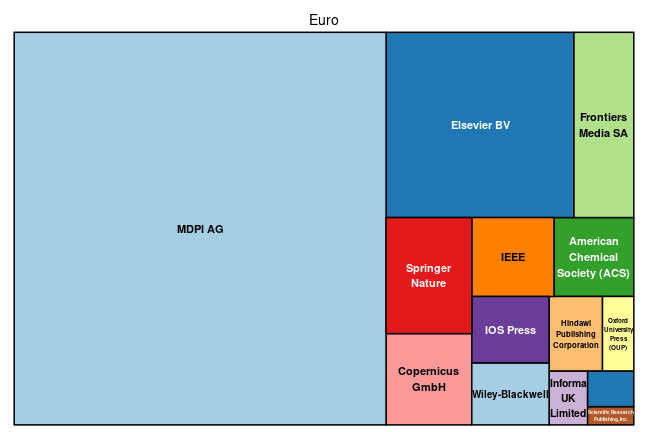 Euro
MDPI AG
Elsevier BV
Frontiers
Media SA
Springer
Nature
IEEE
American
Chemical
Society (ACS)
Copernicus
GmbH
IOS Press
Wiley-Blackwell
Hindawi
Publishing
Corporation
Oxford
University
Press
(OUP)
Informa
UK
Limited
Scientific Research
Publishing, Inc.